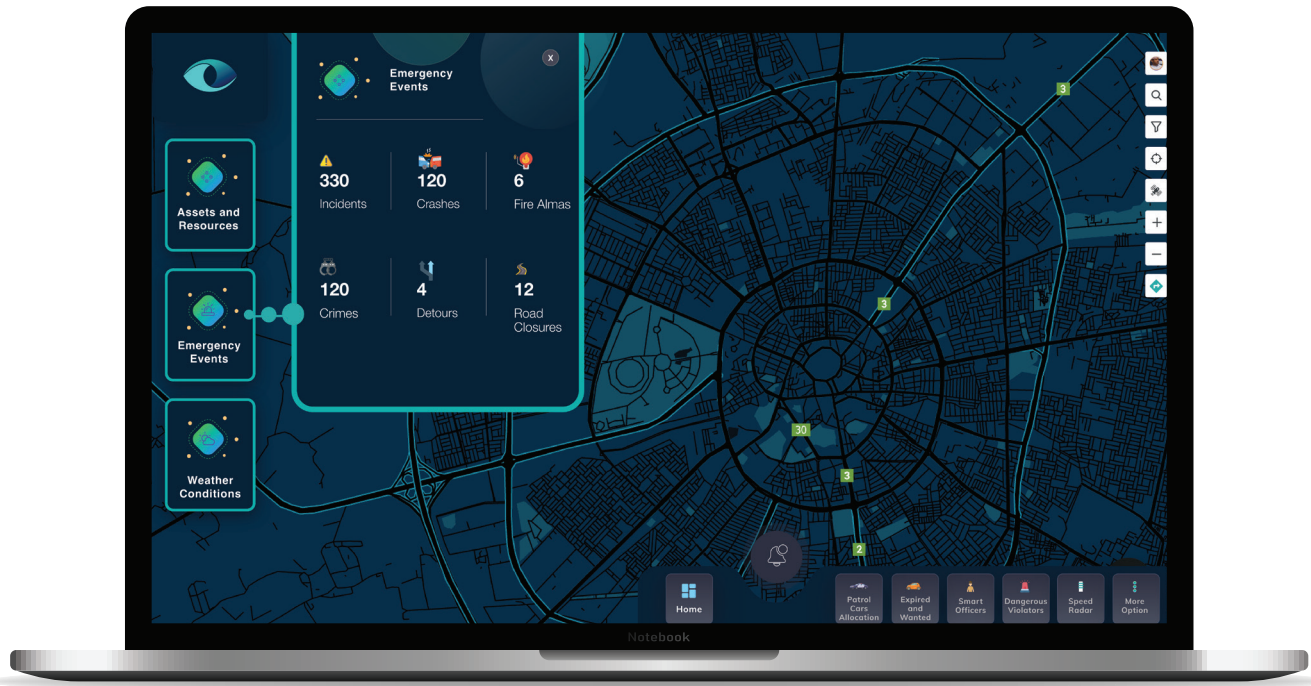 Emergency
Events
X
330
Incidents
120
Crashes
6
Fire Almas
120
Crimes
4
Detours
12
Road
Closures
Assets and
Resources
Emergency
Events
Weather
Conditions
3
3
30
3
2
Home
Patrol
Cars
Allocation
Expired
and
Wanted
Smart
Officers
Dangerous
Violators
Speed
Radar
More
Option
Notebook